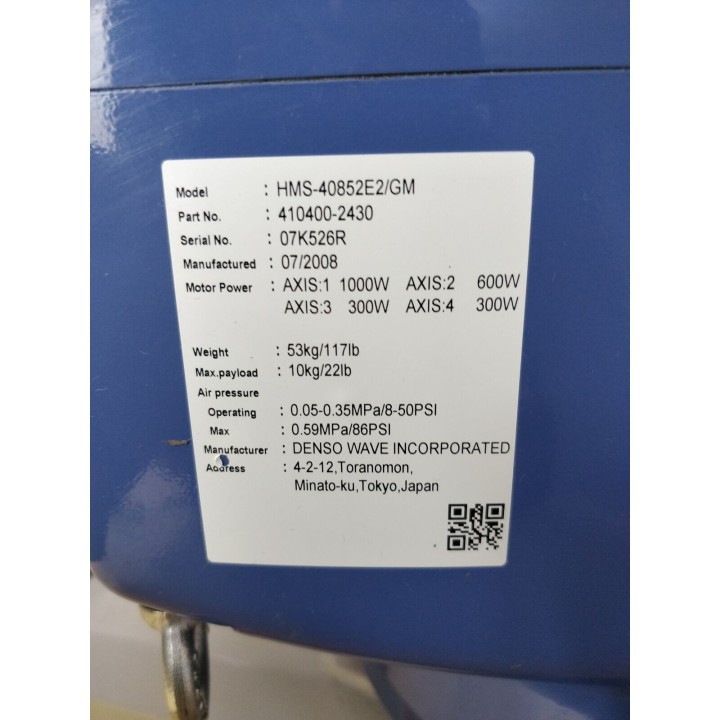 Model : HMS-40852E2/GM
Part No. : 410400-2430
Serial No. : 07K526R
Manufactured : 07/2008
Motor Power : AXIS:1 1000W AXIS:2 600W
AXIS:3 300W AXIS:4 300W
Weight : 53kg/117lb
Max.payload : 10kg/22lb
Air pressure
Operating : 0.05-0.35MPa/8-50PSI
Max : 0.59MPa/86PSI
Manufacturer : DENSO WAVE INCORPORATED
Address : 4-2-12,Toranomon,
Minato-ku,Tokyo,Japan